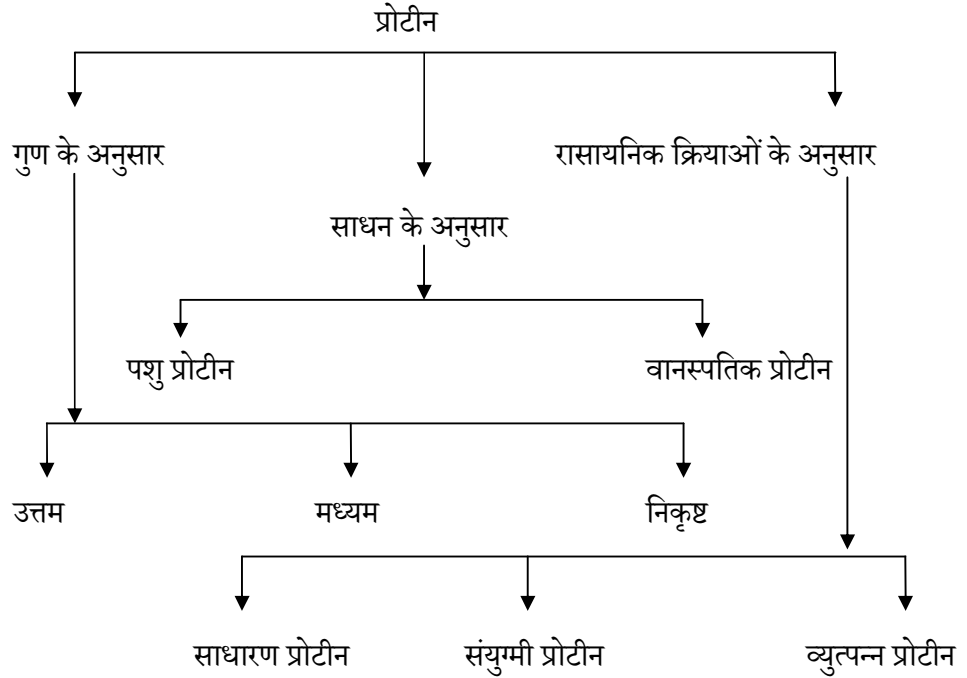 प्रोटीन
गुण के अनुसार
रासायनिक क्रियाओं के अनुसार
साधन के अनुसार
पशु प्रोटीन
वानस्पतिक प्रोटीन
उत्तम
मध्यम
निकृष्ट
साधारण प्रोटीन
संयुग्मी प्रोटीन
व्युत्पन्न प्रोटीन